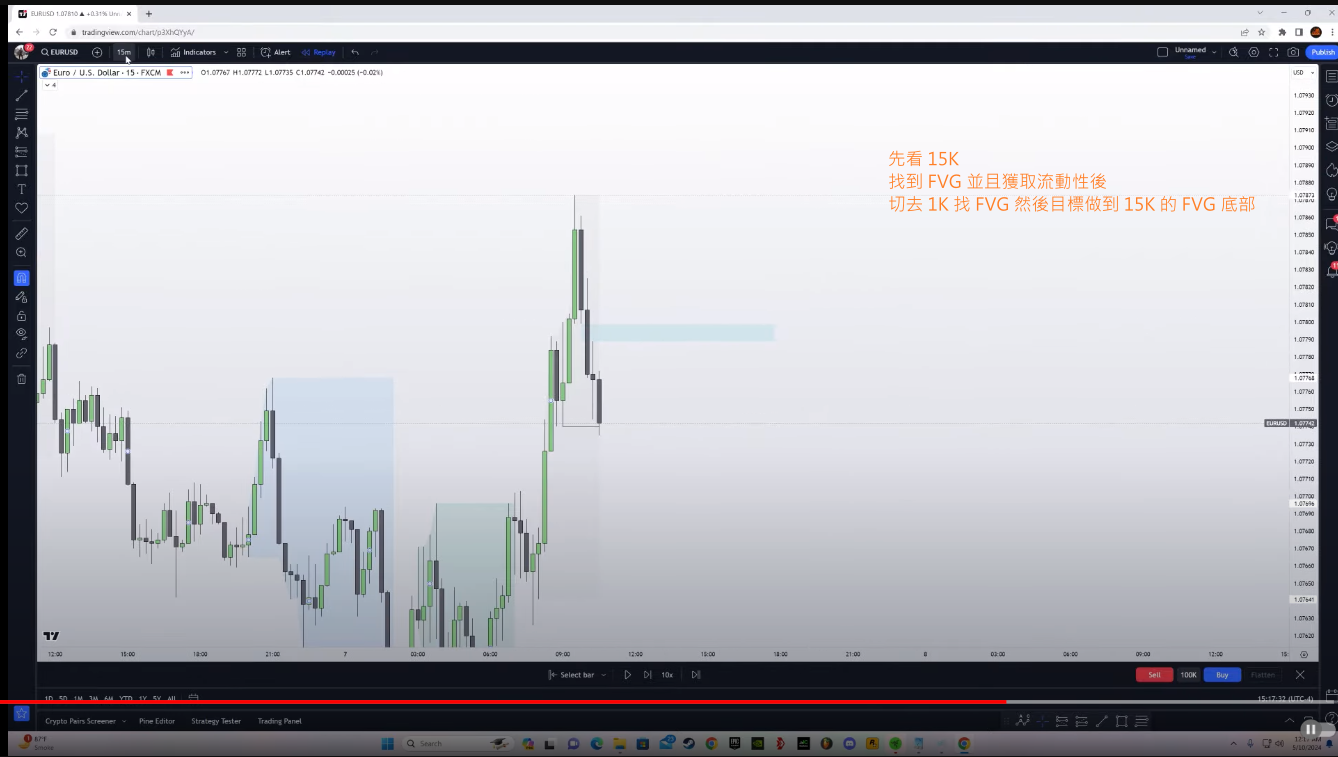 EURUSD 1.07810 ▲ +0.31% Unn
tradingview.com/chart/p3XhQYyA/
22
EURUSD
15m
Indicators
Alert
Replay
Unnamed
Save
Publish
Euro / U.S. Dollar · 15 · FXCM
O1.07767 H1.07772 L1.07735 C1.07742 −0.00025 (−0.02%)
USD
4
先看 15K
找到 FVG 並且獲取流動性後
切去 1K 找 FVG 然後目標做到 15K 的 FVG 底部
1.07930
1.07920
1.07910
1.07900
1.07890
1.07880
1.07873
1.07870
1.07860
1.07850
1.07840
1.07830
1.07820
1.07810
1.07800
1.07790
1.07780
1.07768
1.07760
1.07750
EURUSD 1.07742
1.07730
1.07720
1.07710
1.07700
1.07696
1.07690
1.07680
1.07670
1.07660
1.07650
1.07641
1.07630
1.07620
12:00 15:00 18:00 21:00 7 03:00 06:00 09:00 12:00 15:00 18:00 21:00 8 03:00 06:00 09:00 12:00
Select bar
10x
Sell
100K
Buy
Flatten
1D 5D 1M 3M 6M YTD 1Y 5Y All
15:17:32 (UTC-4)
Crypto Pairs Screener
Pine Editor
Strategy Tester
Trading Panel
67°F
Smoke
Search